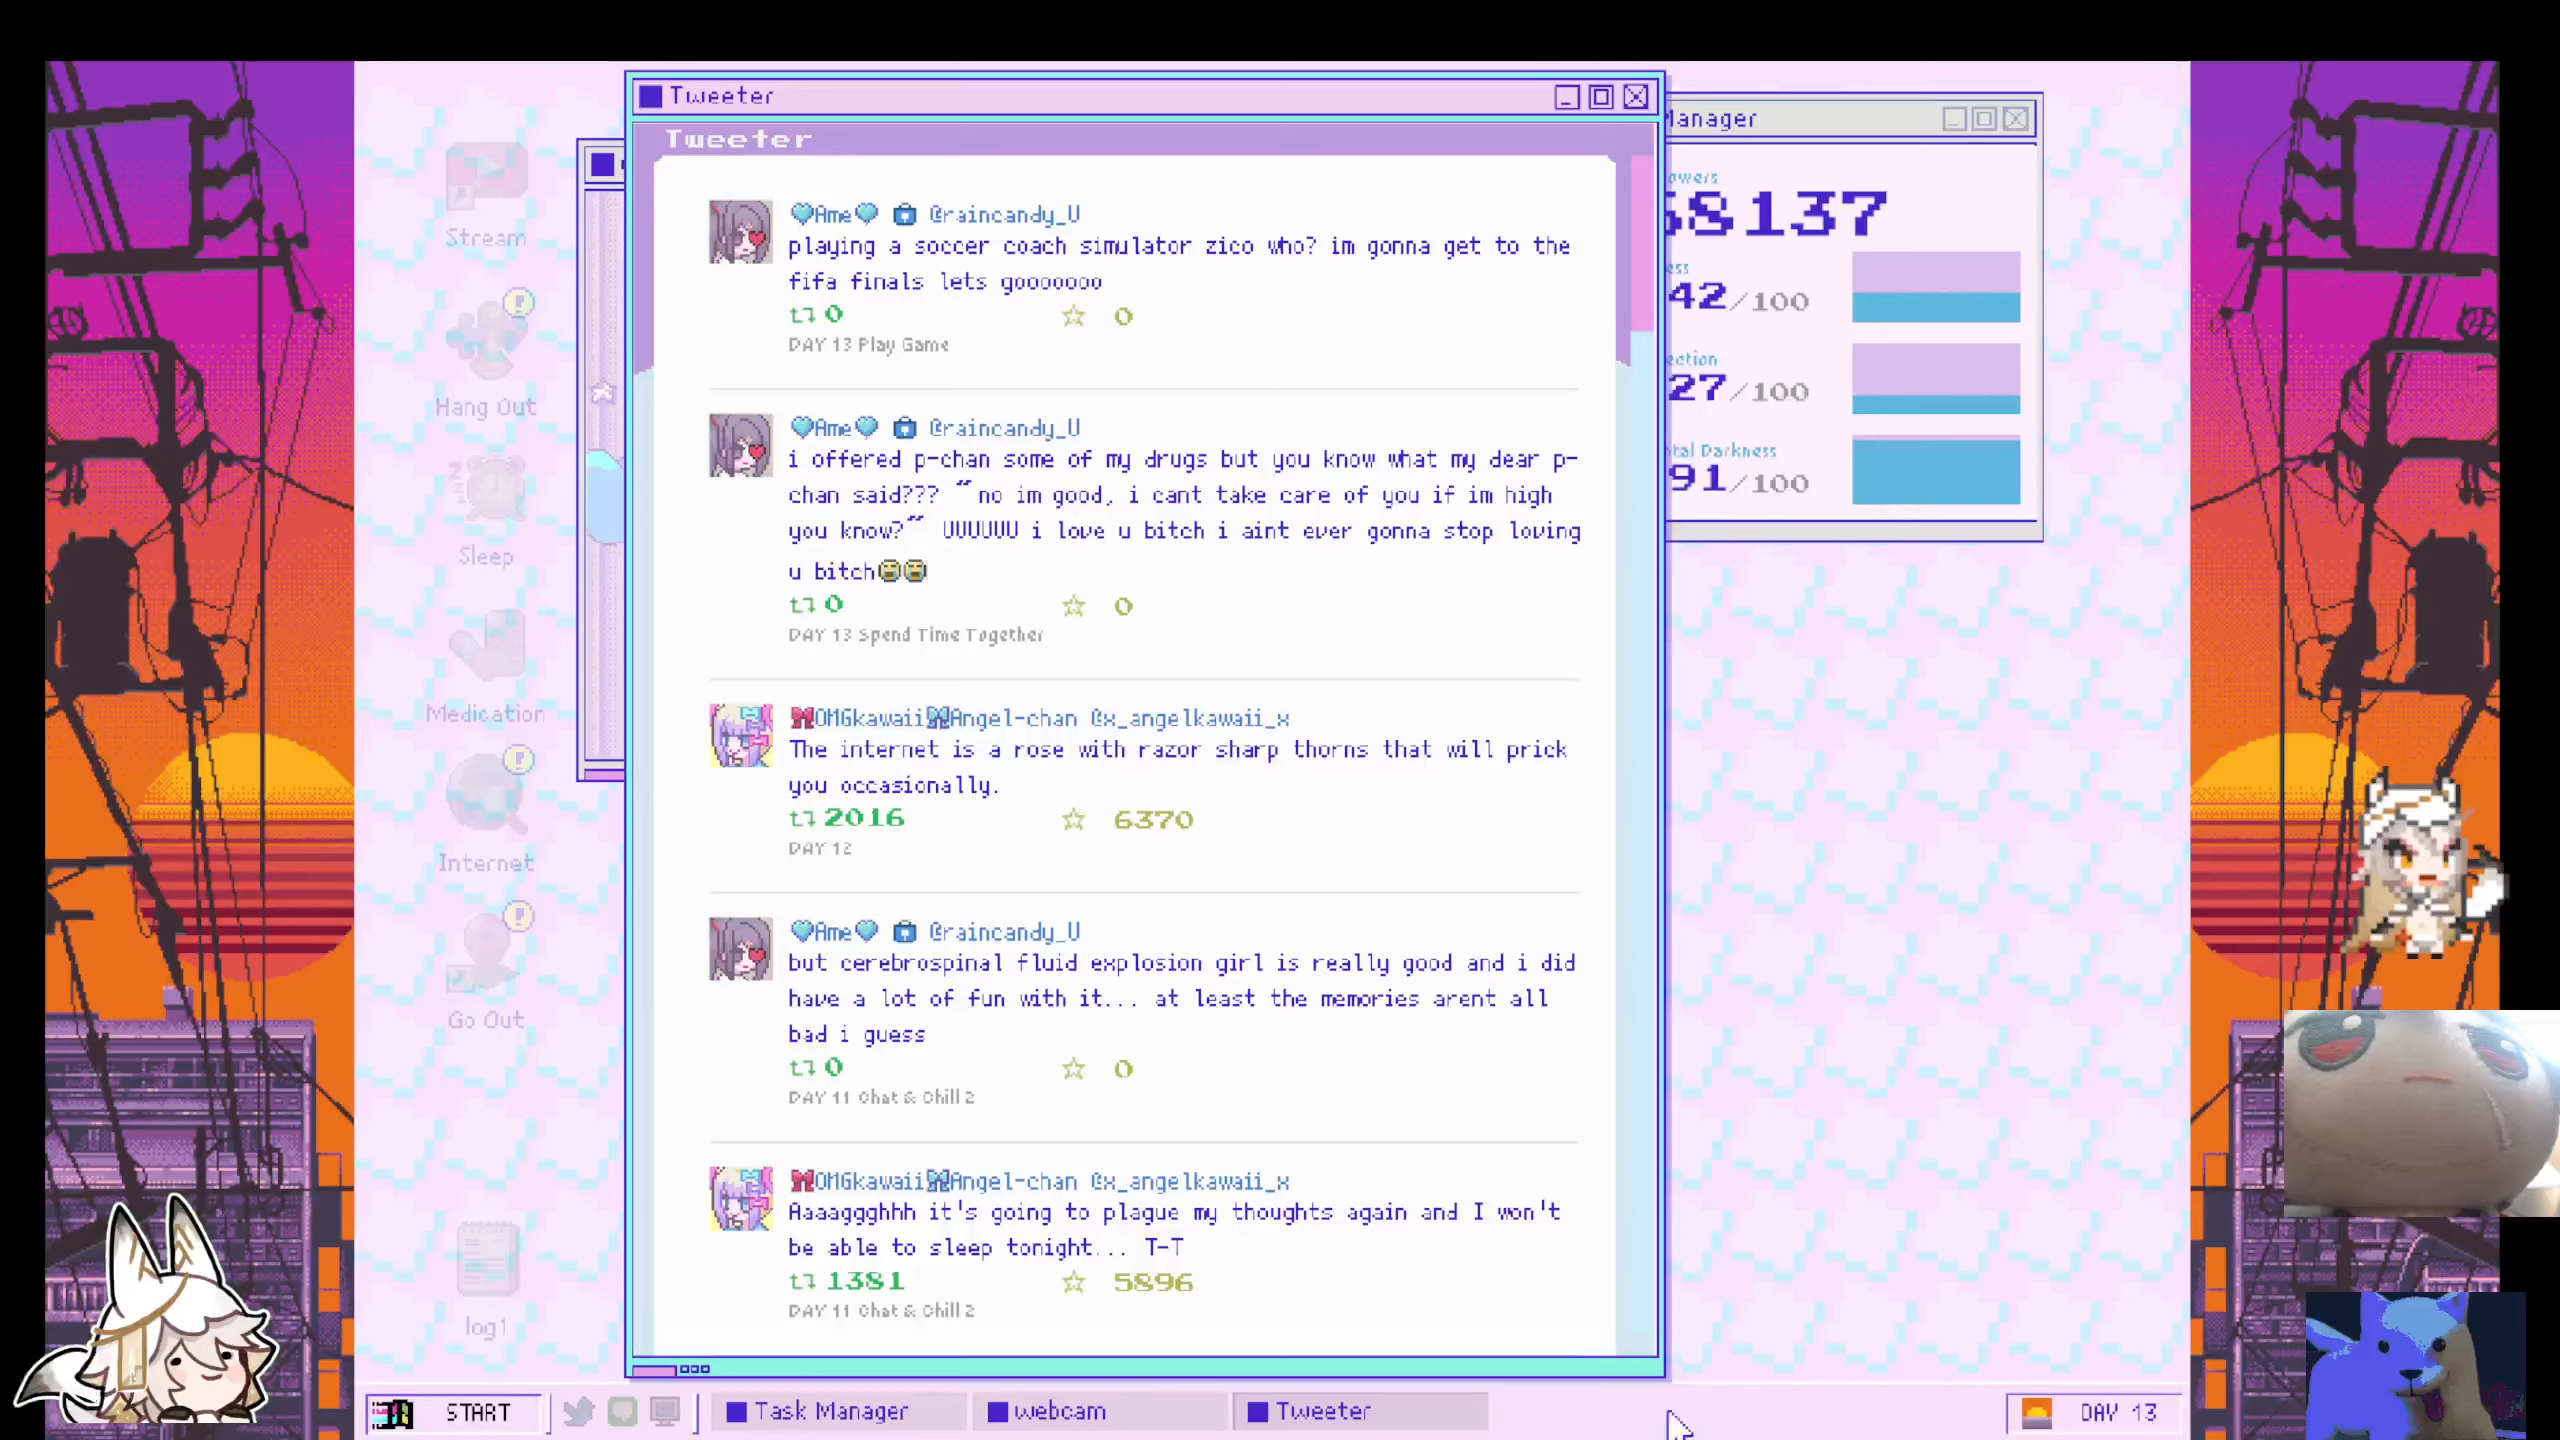 Tweeter
Tweeter
Ame @raincandy_U
playing a soccer coach simulator zico who? im gonna get to the
fifa finals lets gooooooo
0 0
DAY 13 Play Game
Ame @raincandy_U
i offered p-chan some of my drugs but you know what my dear p-
chan said??? "no im good, i cant take care of you if im high
you know?" UUUUUU i love u bitch i aint ever gonna stop loving
u bitch😭😭
0 0
DAY 13 Spend Time Together
OMGkawaiiAngel-chan @x_angelkawaii_x
The internet is a rose with razor sharp thorns that will prick
you occasionally.
2016 6370
DAY 12
Ame @raincandy_U
but cerebrospinal fluid explosion girl is really good and i did
have a lot of fun with it... at least the memories arent all
bad i guess
0 0
DAY 11 Chat & Chill 2
OMGkawaiiAngel-chan @x_angelkawaii_x
Aaaaggghhh it's going to plague my thoughts again and I won't
be able to sleep tonight... T-T
1381 5896
DAY 11 Chat & Chill 2
Manager
owers
8137
ess
42/100
ection
27/100
tal Darkness
91/100
Stream
Hang Out
Sleep
Medication
Internet
Go Out
log1
START
Task Manager
webcam
Tweeter
DAY 13